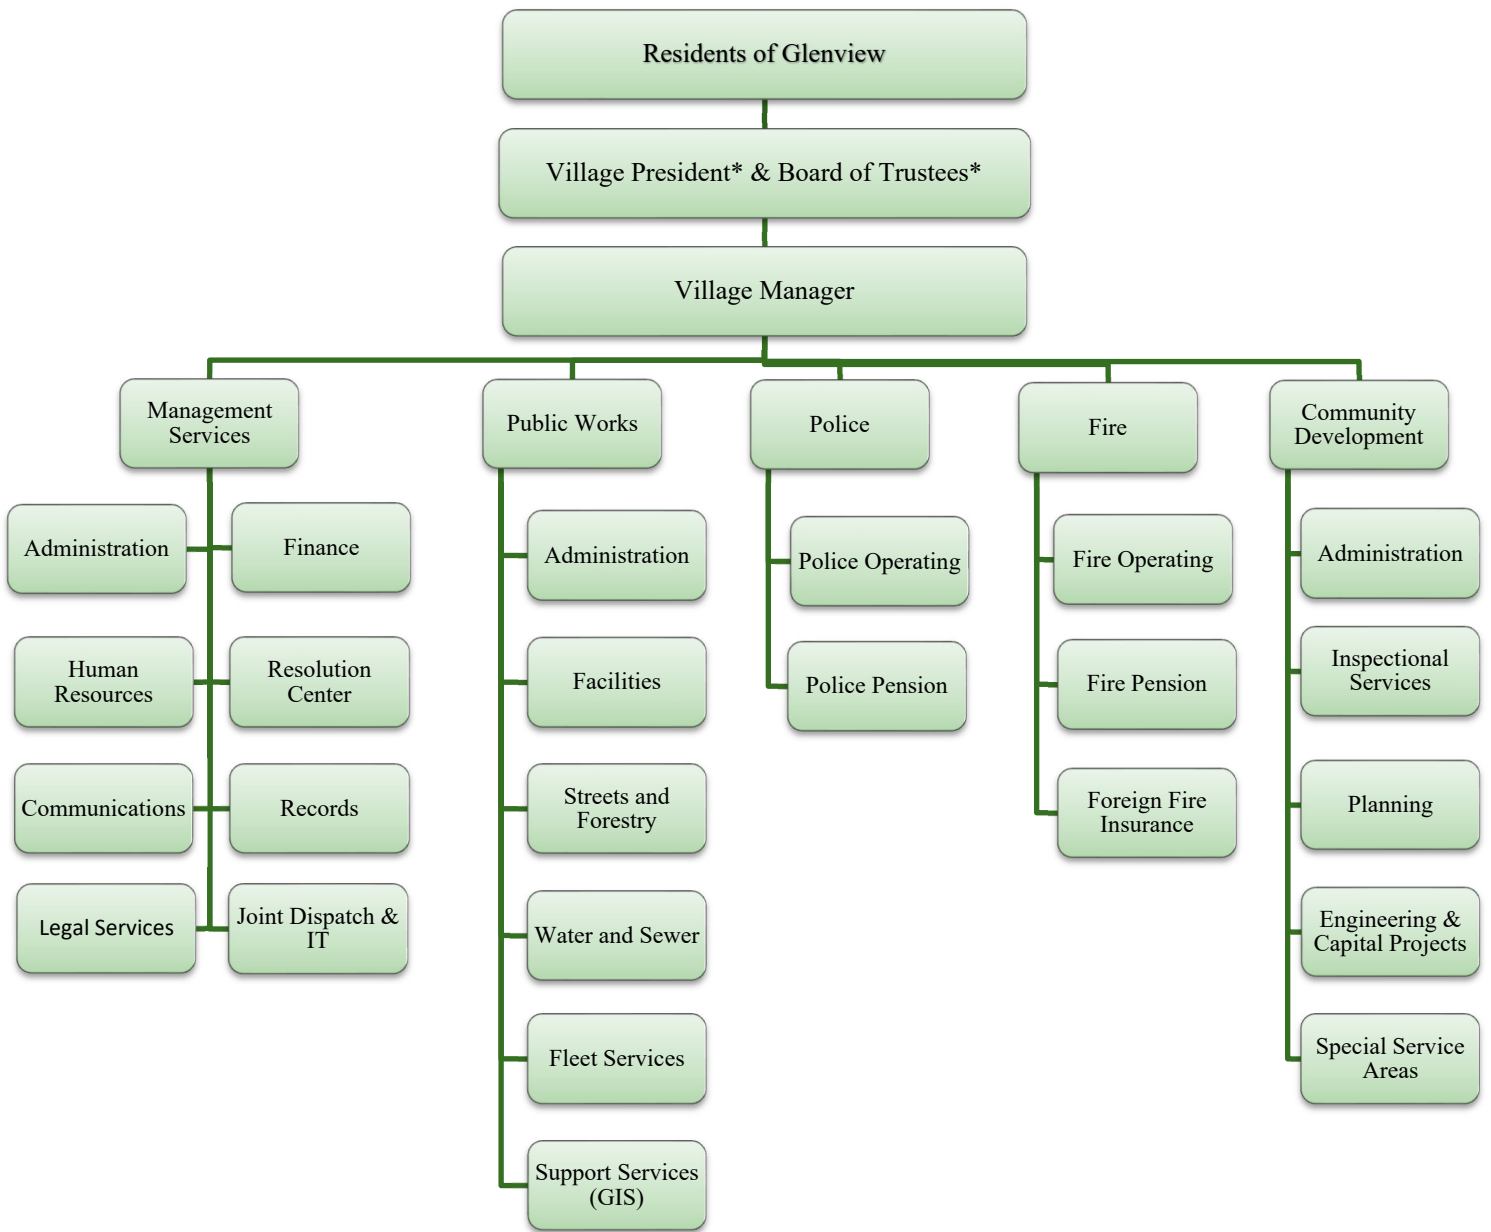 Residents of Glenview
Village President* & Board of Trustees*
Village Manager
Management
Services
Public Works
Police
Fire
Community
Development
Administration
Finance
Human
Resources
Resolution
Center
Communications
Records
Legal Services
Joint Dispatch &
IT
Administration
Facilities
Streets and
Forestry
Water and Sewer
Fleet Services
Support Services
(GIS)
Police Operating
Police Pension
Fire Operating
Fire Pension
Foreign Fire
Insurance
Administration
Inspectional
Services
Planning
Engineering &
Capital Projects
Special Service
Areas